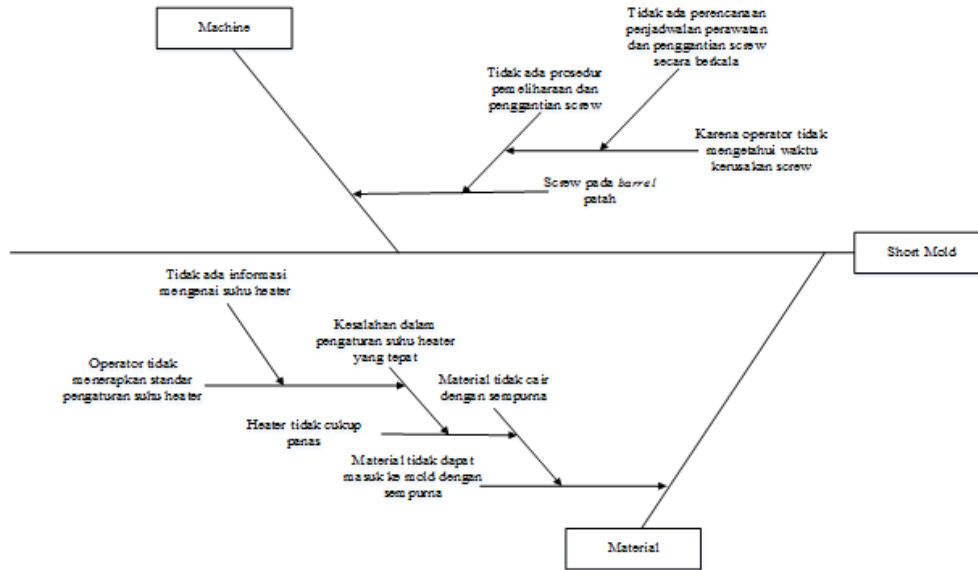 Machine
Tidak ada perencanaan
penjadwalan perawatan
dan penggantian screw
secara berkala
Tidak ada prosedur
pemeliharaan dan
penggantian screw
Karena operator tidak
mengetahui waktu
kerusakan screw
Screw pada barrel
patah
Short Mold
Tidak ada informasi
mengenai suhu heater
Kesalahan dalam
pengaturan suhu heater
yang tepat
Operator tidak
menerapkan standar
pengaturan suhu heater
Material tidak cair
dengan sempurna
Heater tidak cukup
panas
Material tidak dapat
masuk ke mold dengan
sempurna
Material